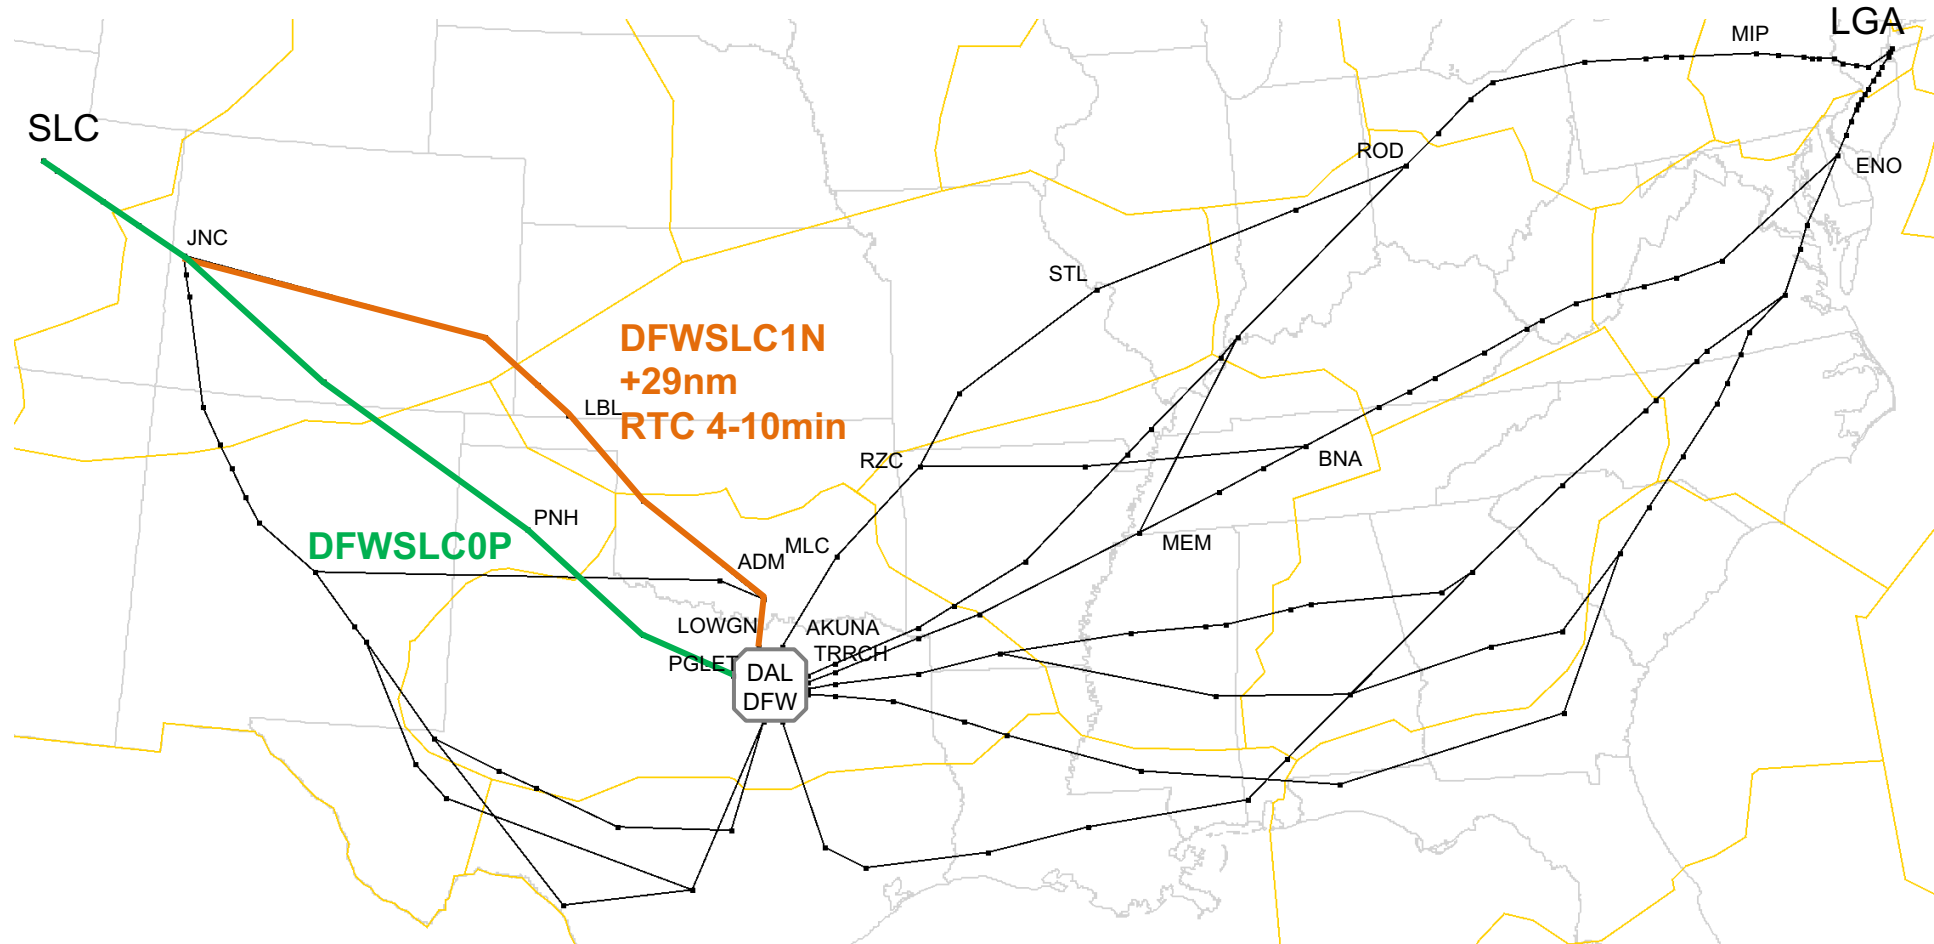 LGA
MIP
SLC
ROD
ENO
JNC
STL
DFWSLC1N
+29nm
RTC 4-10min
LBL
RZC
BNA
PNH
DFWSLC0P
MLC
ADM
MEM
LOWGN
AKUNA
TRRCH
PGLET
DAL
DFW